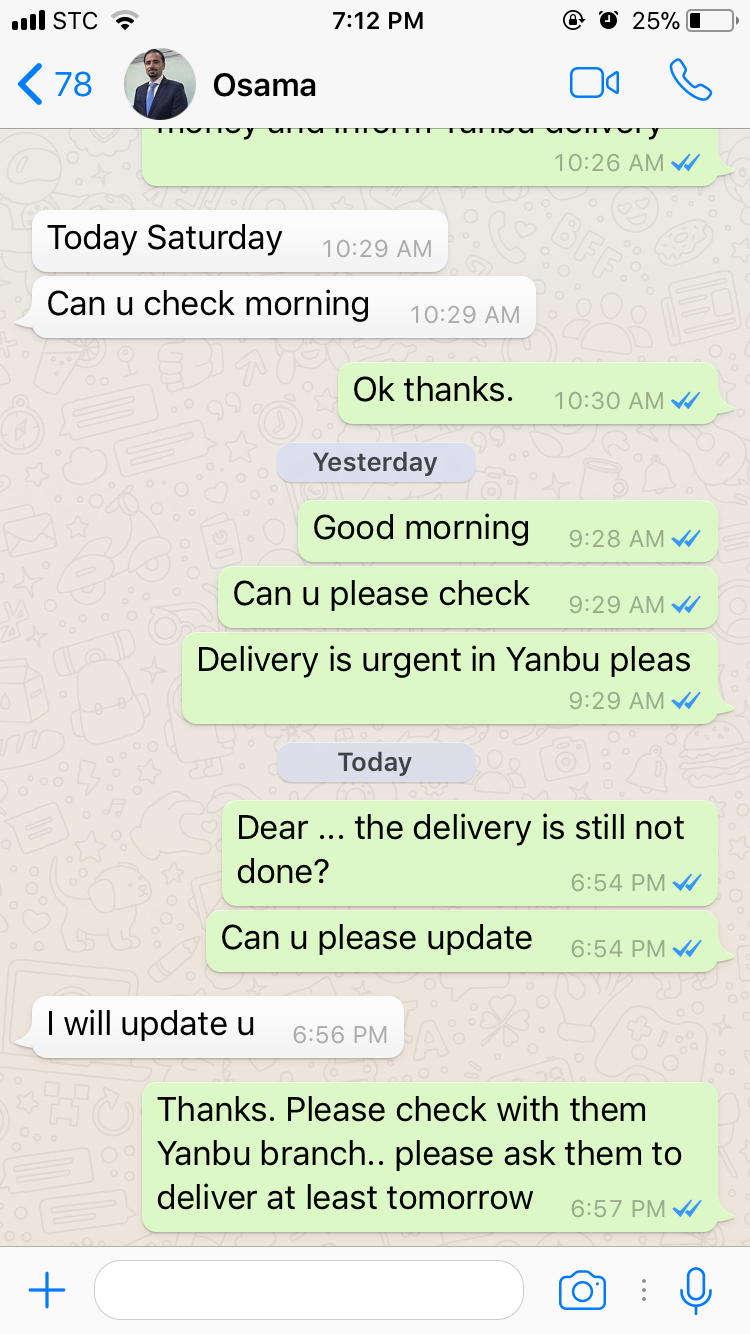 STC 7:12 PM 25%
78 Osama
money and inform Yanbu delivery
10:26 AM
Today Saturday 10:29 AM
Can u check morning 10:29 AM
Ok thanks. 10:30 AM
Yesterday
Good morning 9:28 AM
Can u please check 9:29 AM
Delivery is urgent in Yanbu pleas
9:29 AM
Today
Dear ... the delivery is still not
done? 6:54 PM
Can u please update 6:54 PM
I will update u 6:56 PM
Thanks. Please check with them
Yanbu branch.. please ask them to
deliver at least tomorrow 6:57 PM